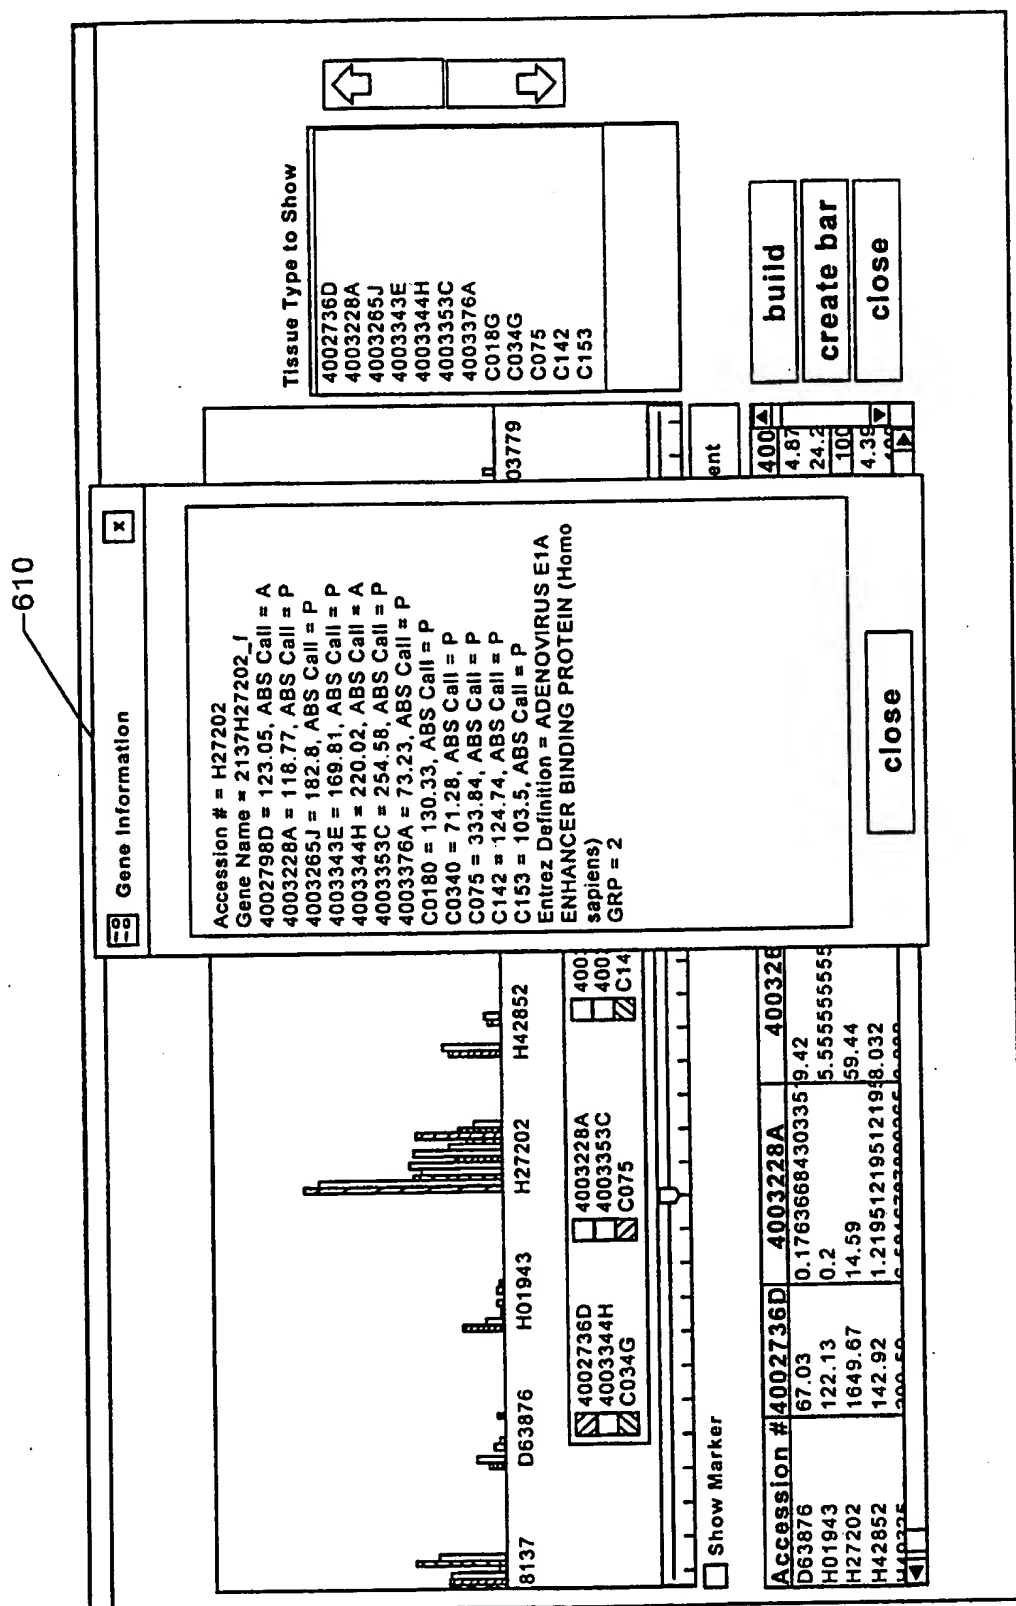 610
Gene Information
x
Accession # = H27202
Gene Name = 2137H27202_f
4002798D = 123.05, ABS Call = A
4003228A = 118.77, ABS Call = P
4003265J = 182.8, ABS Call = P
4003343E = 169.81, ABS Call = P
4003344H = 220.02, ABS Call = A
4003353C = 254.58, ABS Call = P
4003376A = 73.23, ABS Call = P
C0180 = 130.33, ABS Call = P
C0340 = 71.28, ABS Call = P
C075 = 333.84, ABS Call = P
C142 = 124.74, ABS Call = P
C153 = 103.5, ABS Call = P
Entrez Definition = ADENOVIRUS E1A
ENHANCER BINDING PROTEIN (Homo
sapiens)
GRP = 2
close
Tissue Type to Show
4002736D
4003228A
4003265J
4003343E
4003344H
4003353C
4003376A
C018G
C034G
C075
C142
C153
8137 D63876 H01943 H27202 H42852 03779
4002736D 4003228A 4003
4003344H 4003353C 400
C034G C075 C14
Show Marker
ent
build
create bar
close
Accession # 4002736D 4003228A 400326 400
D63876 67.03 0.1763668430335 9.42 4.87
H01943 122.13 0.2 5.5555555555 24.2
H27202 1649.67 14.59 59.44 100
H42852 142.92 1.2195121951219512195 8.032 4.39